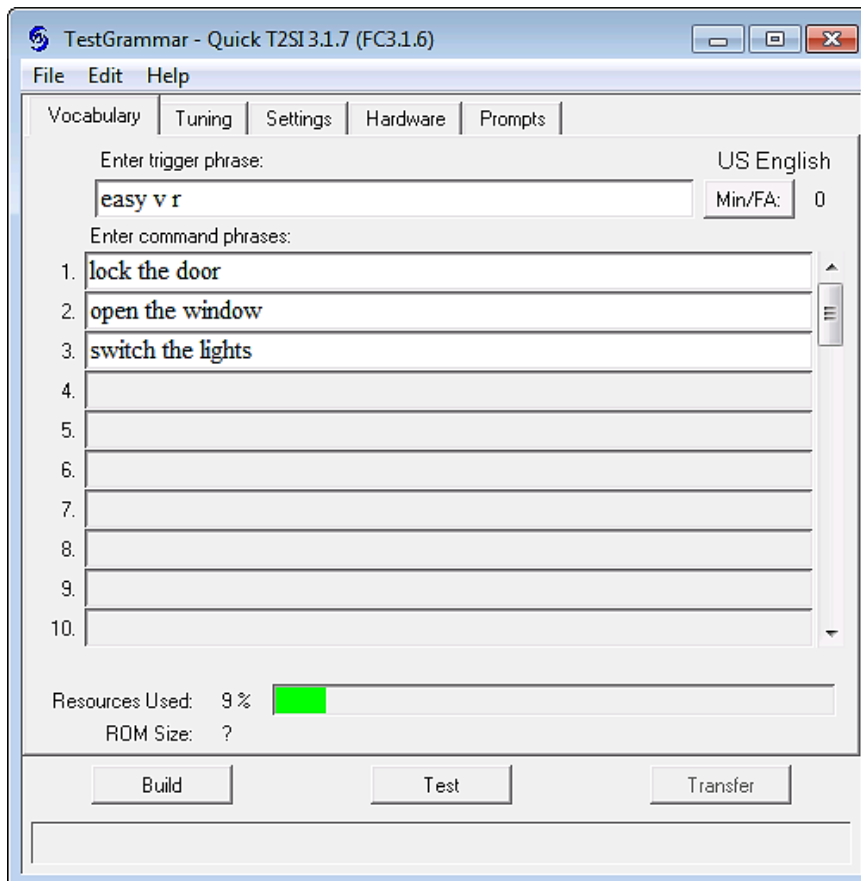 TestGrammar - Quick T2SI 3.1.7 (FC3.1.6)
File Edit Help
Vocabulary Tuning Settings Hardware Prompts
Enter trigger phrase: US English
easy v r Min/FA: 0
Enter command phrases:
1. lock the door
2. open the window
3. switch the lights
4.
5.
6.
7.
8.
9.
10.
Resources Used: 9 %
ROM Size: ?
Build Test Transfer